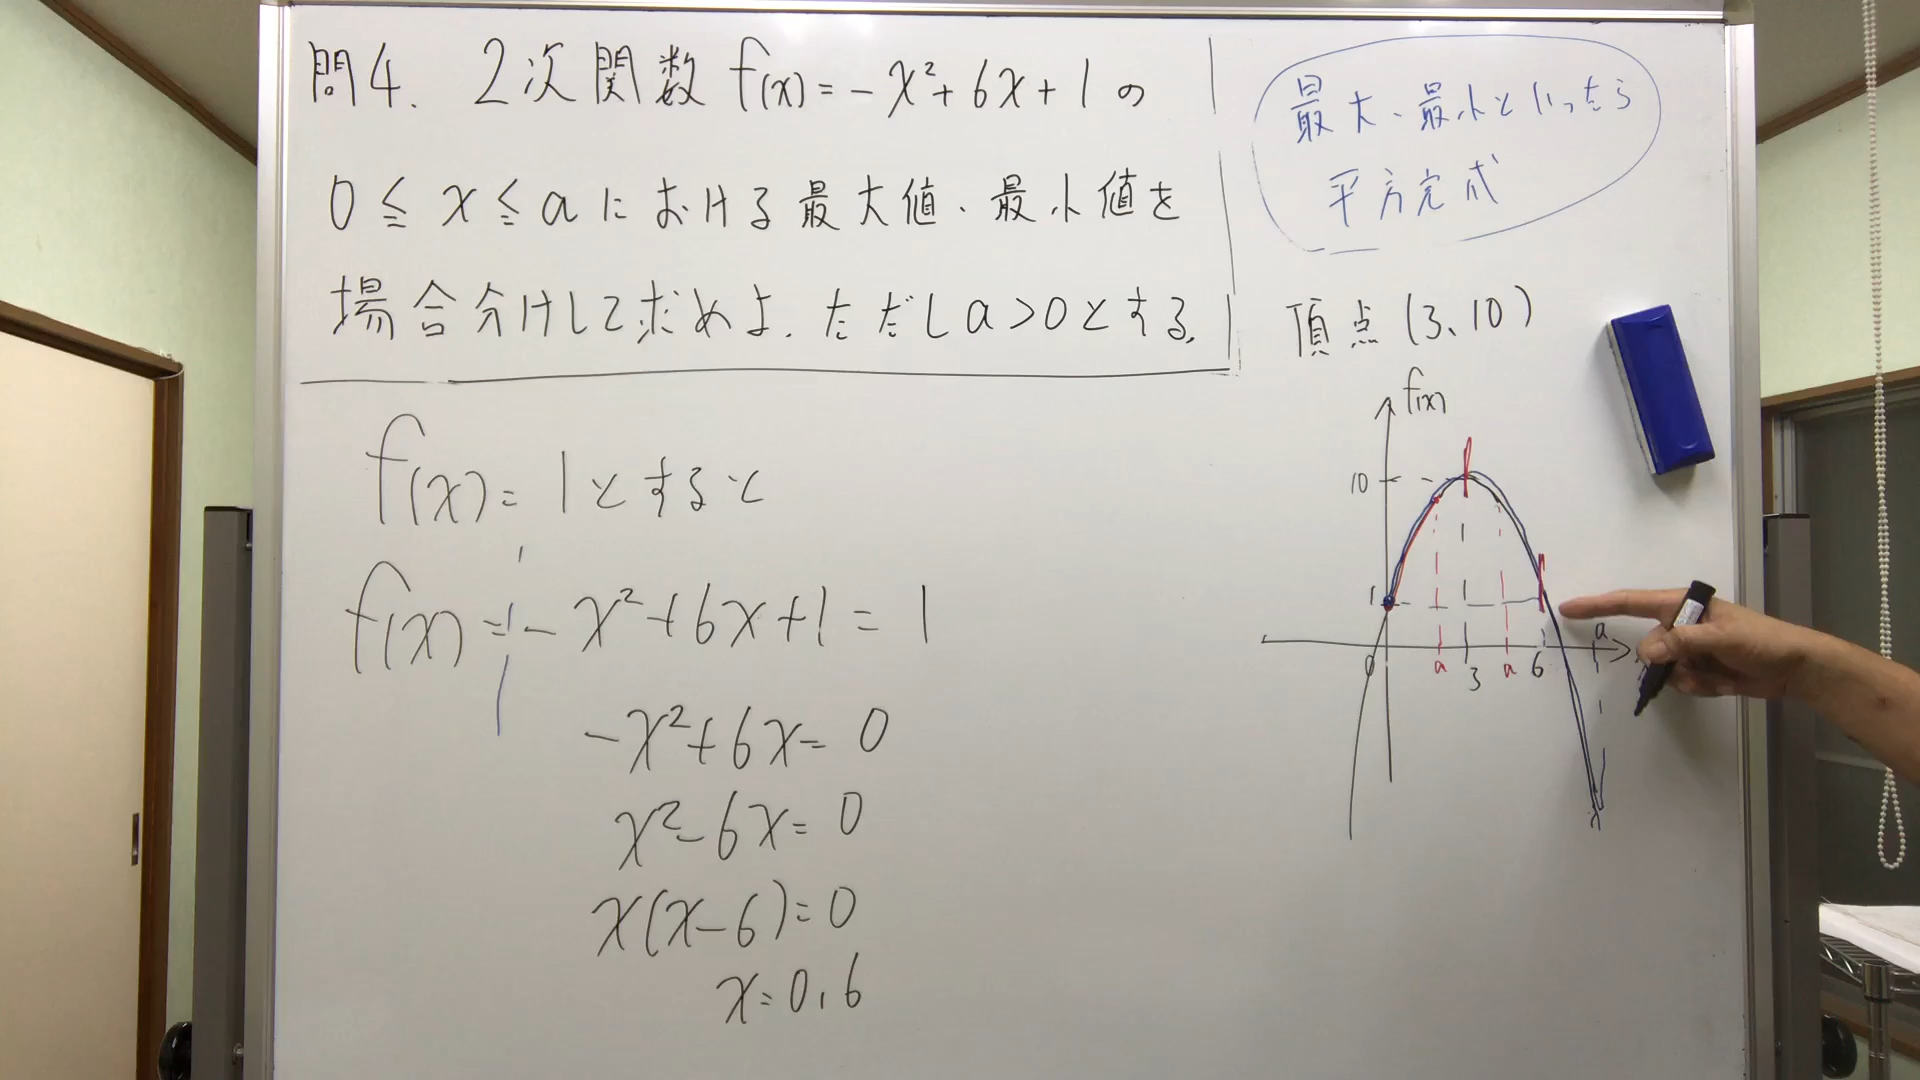 問4. 2次関数 f(x)=-x²+6x+1の
0≦x≦aにおける最大値、最小値を
場合分けして求めよ. ただしa>0とする.
最大、最小といったら
平方完成
頂点(3、10)
f(x)=1とすると
f(x)=-x²+6x+1=1
-x²+6x=0
x²-6x=0
x(x-6)=0
x=0,6
f(x)
10
1
a
0 a 3 a 6